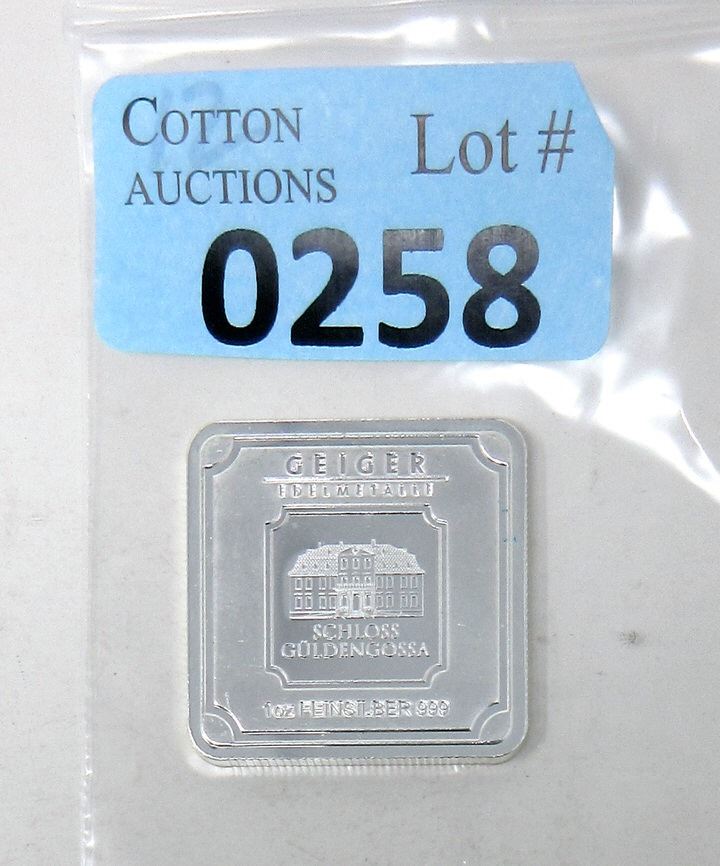 COTTON
AUCTIONS
Lot #
0258
GEIGER
EDELMETALLE
SCHLOSS
GÜLDENGOSSA
1oz FEINSILBER 999